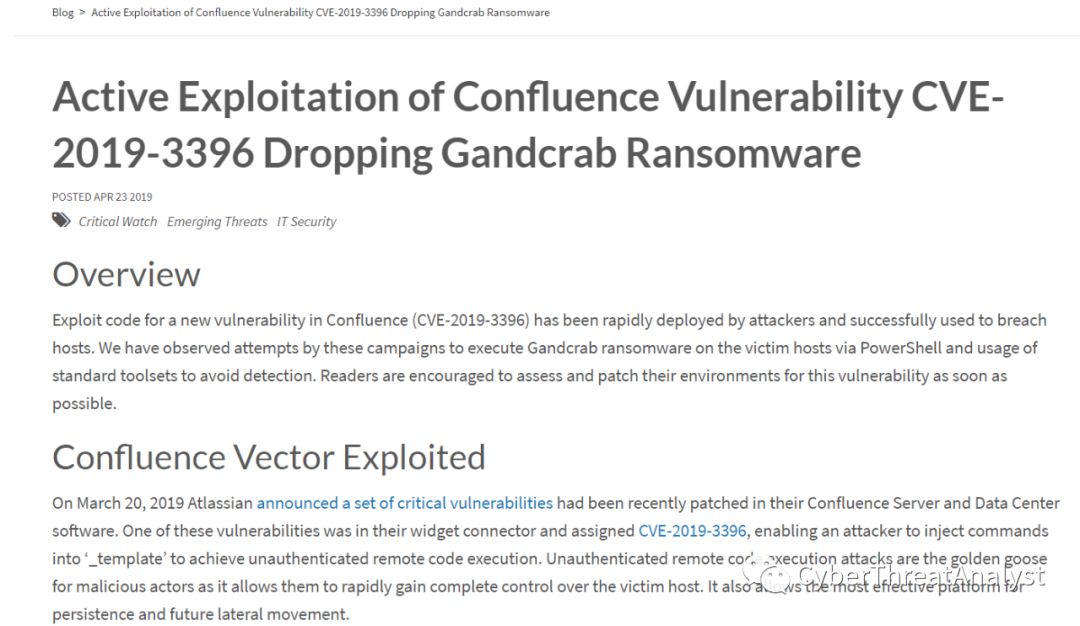 Blog > Active Exploitation of Confluence Vulnerability CVE-2019-3396 Dropping Gandcrab Ransomware
Active Exploitation of Confluence Vulnerability CVE-
2019-3396 Dropping Gandcrab Ransomware
POSTED APR 23 2019
Critical Watch Emerging Threats IT Security
Overview
Exploit code for a new vulnerability in Confluence (CVE-2019-3396) has been rapidly deployed by attackers and successfully used to breach
hosts. We have observed attempts by these campaigns to execute Gandcrab ransomware on the victim hosts via PowerShell and usage of
standard toolsets to avoid detection. Readers are encouraged to assess and patch their environments for this vulnerability as soon as
possible.
Confluence Vector Exploited
On March 20, 2019 Atlassian announced a set of critical vulnerabilities had been recently patched in their Confluence Server and Data Center
software. One of these vulnerabilities was in their widget connector and assigned CVE-2019-3396, enabling an attacker to inject commands
into ‘_template’ to achieve unauthenticated remote code execution. Unauthenticated remote code execution attacks are the golden goose
for malicious actors as it allows them to rapidly gain complete control over the victim host. It also allows the most effective platform for
persistence and future lateral movement.
CyberThreatAnalyst